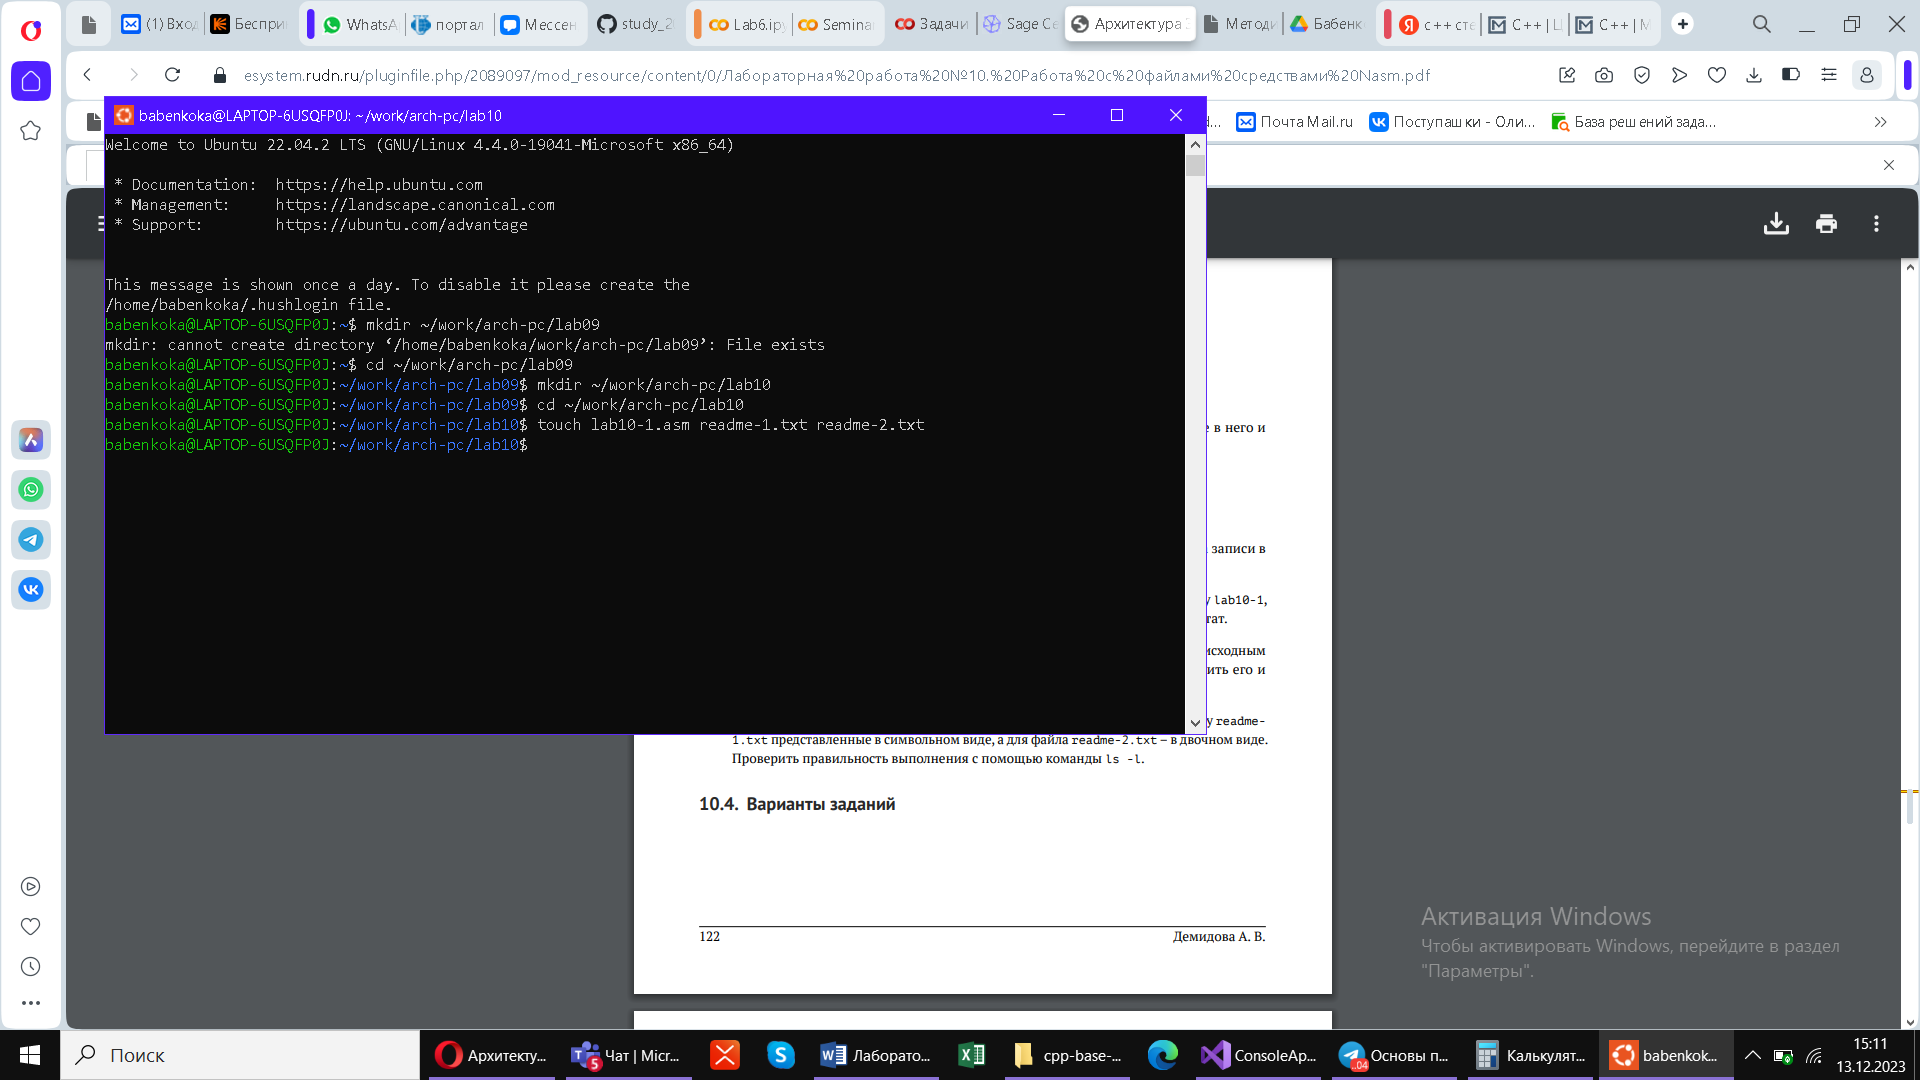 (1) Вход
Беспри
WhatsA
портал
Мессен
study_2
Lab6.ipy
Semina
Задачи
Sage Ce
Архитектура
Методи
Бабенк
с++ сте
C++ | Ц
C++ | М
esystem.rudn.ru/pluginfile.php/2089097/mod_resource/content/0/Лабораторная%20работа%20№10.%20Работа%20с%20файлами%20средствами%20Nasm.pdf
Почта Mail.ru
Поступашки - Оли...
База решений зада...
babenkoka@LAPTOP-6USQFP0J: ~/work/arch-pc/lab10
Welcome to Ubuntu 22.04.2 LTS (GNU/Linux 4.4.0-19041-Microsoft x86_64)
* Documentation:  https://help.ubuntu.com
* Management:     https://landscape.canonical.com
* Support:        https://ubuntu.com/advantage
This message is shown once a day. To disable it please create the
/home/babenkoka/.hushlogin file.
babenkoka@LAPTOP-6USQFP0J:~$ mkdir ~/work/arch-pc/lab09
mkdir: cannot create directory ‘/home/babenkoka/work/arch-pc/lab09’: File exists
babenkoka@LAPTOP-6USQFP0J:~$ cd ~/work/arch-pc/lab09
babenkoka@LAPTOP-6USQFP0J:~/work/arch-pc/lab09$ mkdir ~/work/arch-pc/lab10
babenkoka@LAPTOP-6USQFP0J:~/work/arch-pc/lab09$ cd ~/work/arch-pc/lab10
babenkoka@LAPTOP-6USQFP0J:~/work/arch-pc/lab10$ touch lab10-1.asm readme-1.txt readme-2.txt
babenkoka@LAPTOP-6USQFP0J:~/work/arch-pc/lab10$
в него и
записи в
у lab10-1,
тат.
исходным
ить его и
у readme-
1.txt представленные в символьном виде, а для файла readme-2.txt – в двочном виде.
Проверить правильность выполнения с помощью команды ls -l.
10.4. Варианты заданий
122
Демидова А. В.
Активация Windows
Чтобы активировать Windows, перейдите в раздел
"Параметры".
Поиск
Архитекту...
5
Чат | Micr...
Лаборато...
cpp-base-...
ConsoleAp...
..04
Основы п...
Калькулят...
babenkok...
15:11
13.12.2023